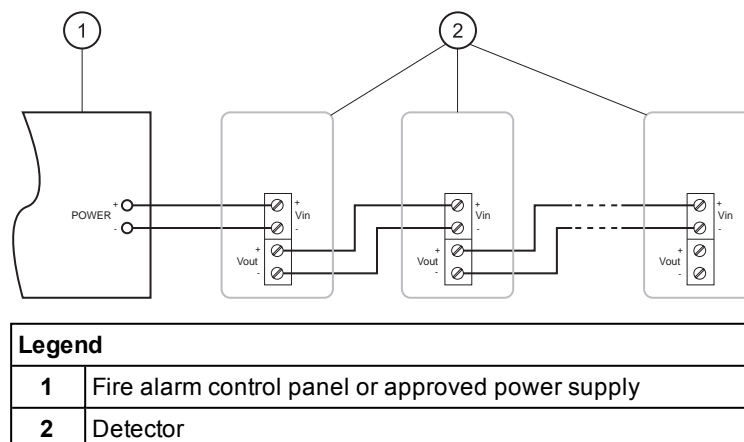 1
2
POWER
+
-
+
Vin
-
+
Vout
-
+
Vin
-
+
Vout
-
+
Vin
-
+
Vout
-
Legend
1 Fire alarm control panel or approved power supply
2 Detector